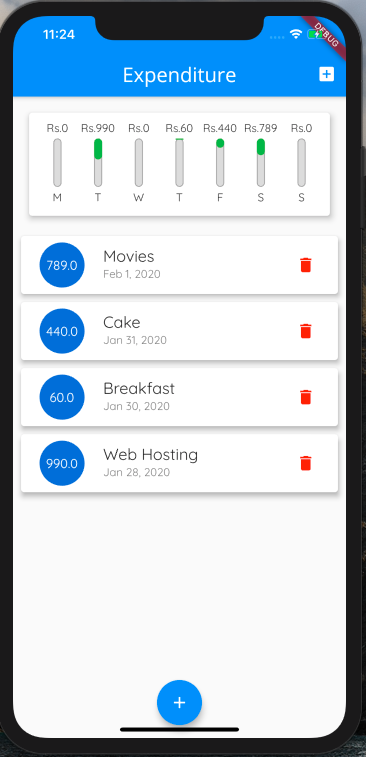 11:24
DEBUG
Expenditure
Rs.0 Rs.990 Rs.0 Rs.60 Rs.440 Rs.789 Rs.0
M T W T F S S
789.0
Movies
Feb 1, 2020
440.0
Cake
Jan 31, 2020
60.0
Breakfast
Jan 30, 2020
990.0
Web Hosting
Jan 28, 2020